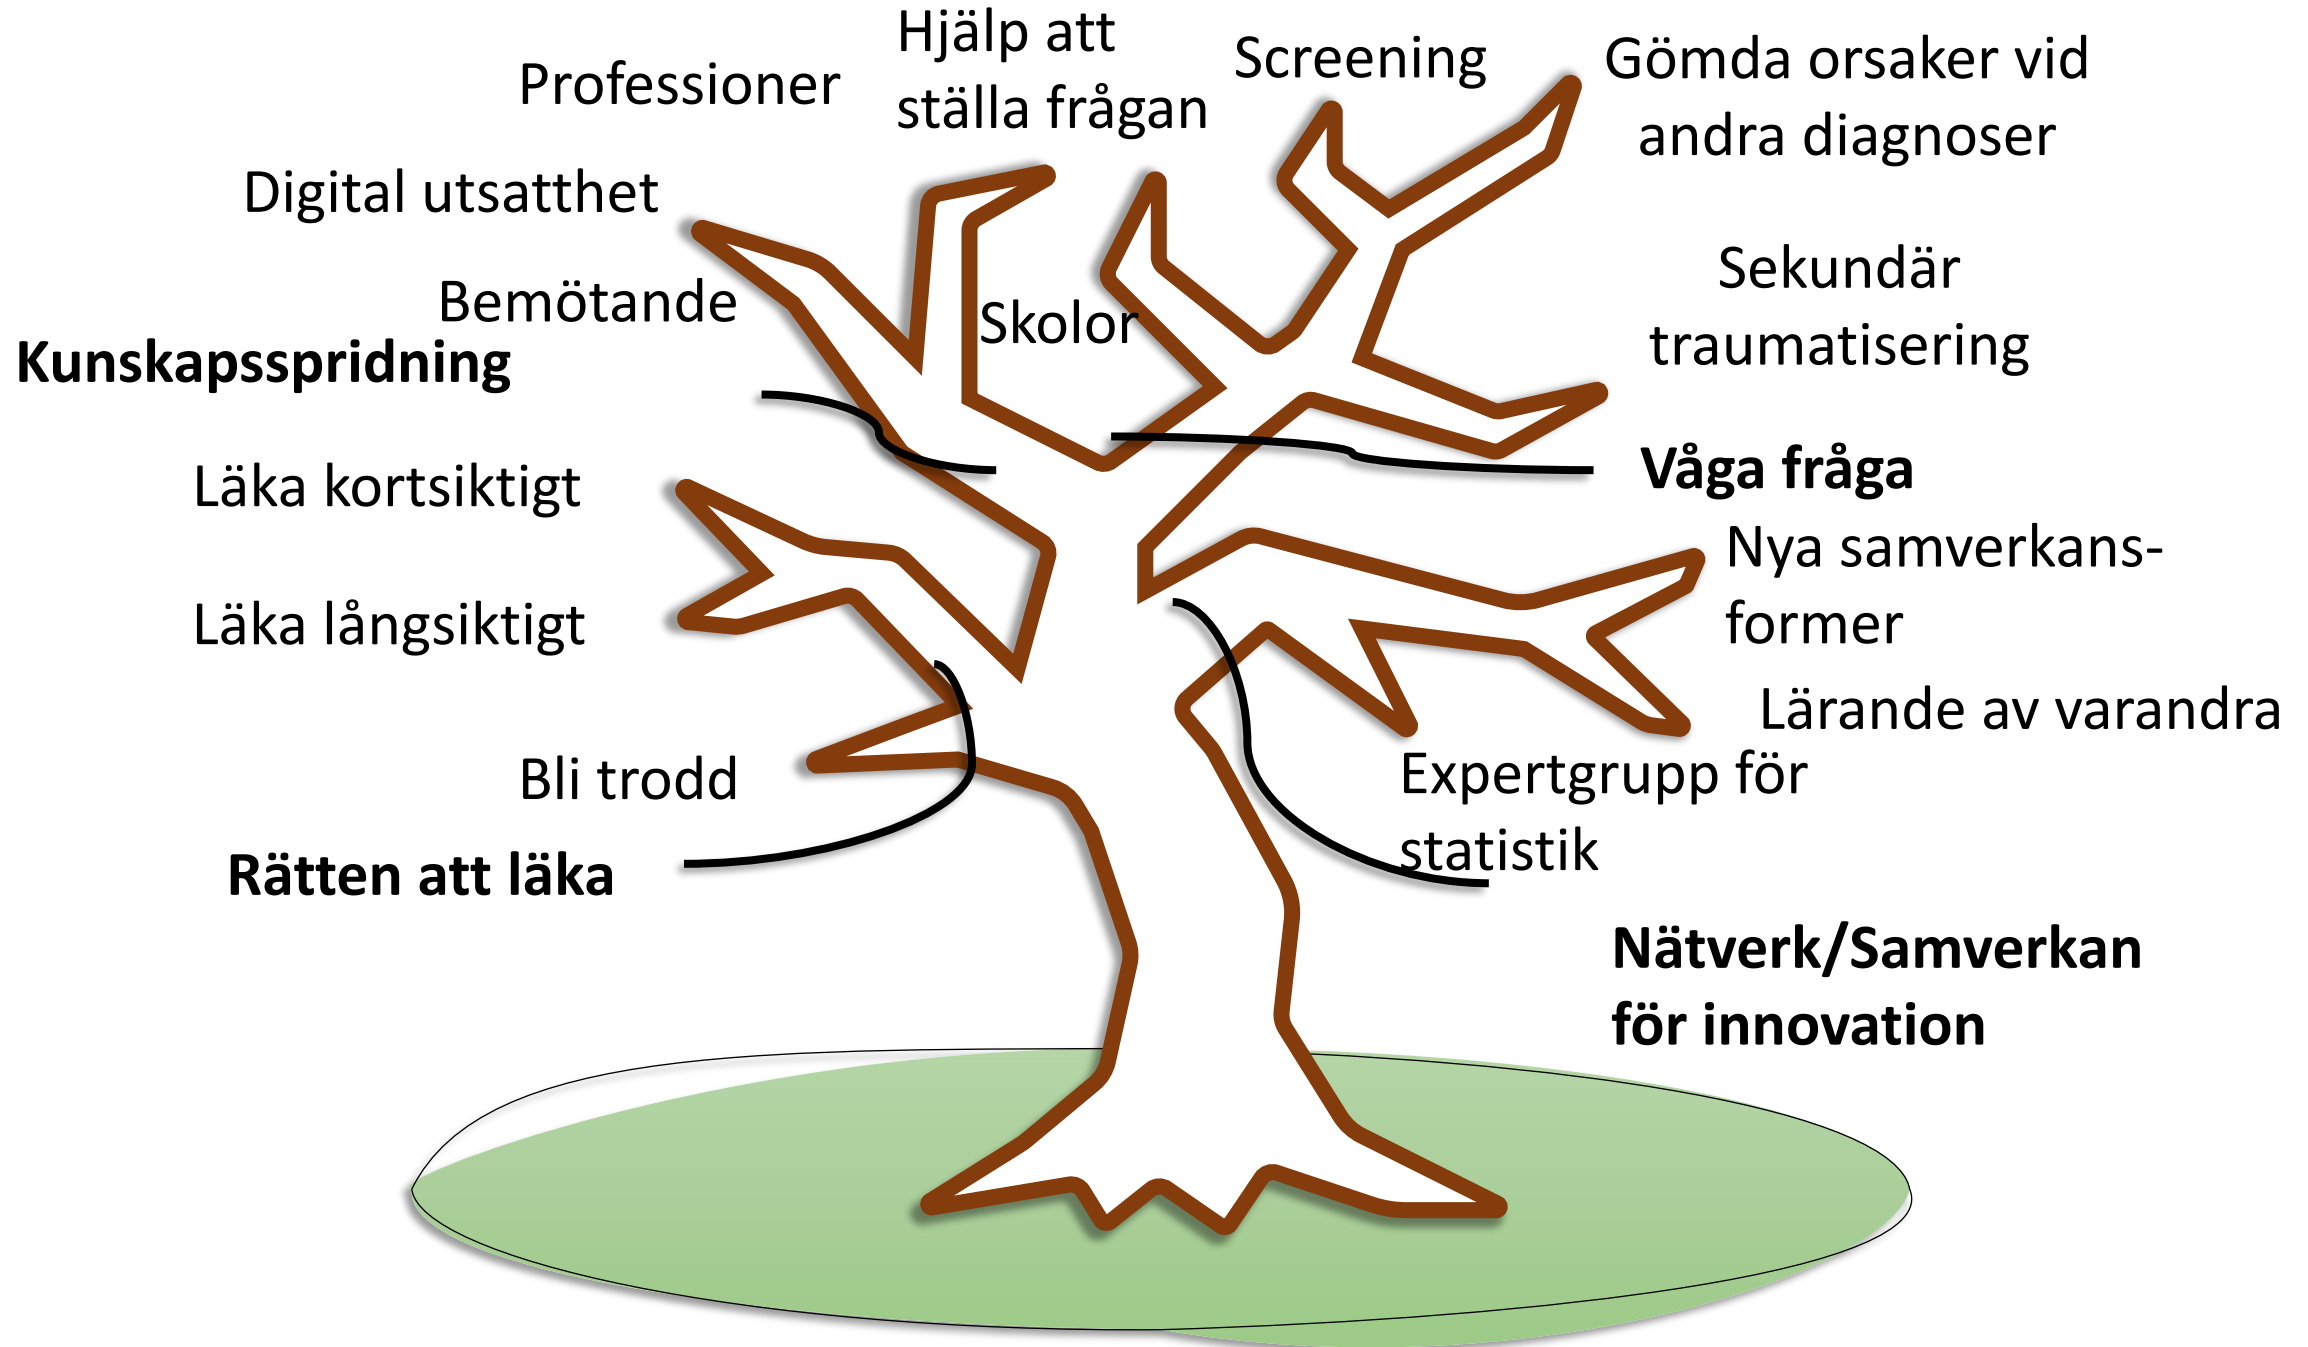 Professioner
Hjälp att
ställa frågan
Screening
Gömda orsaker vid
andra diagnoser
Digital utsatthet
Bemötande
Skolor
Sekundär
traumatisering
Kunskapsspridning
Våga fråga
Läka kortsiktigt
Läka långsiktigt
Nya samverkans-
former
Lärande av varandra
Bli trodd
Expertgrupp för
statistik
Rätten att läka
Nätverk/Samverkan
för innovation